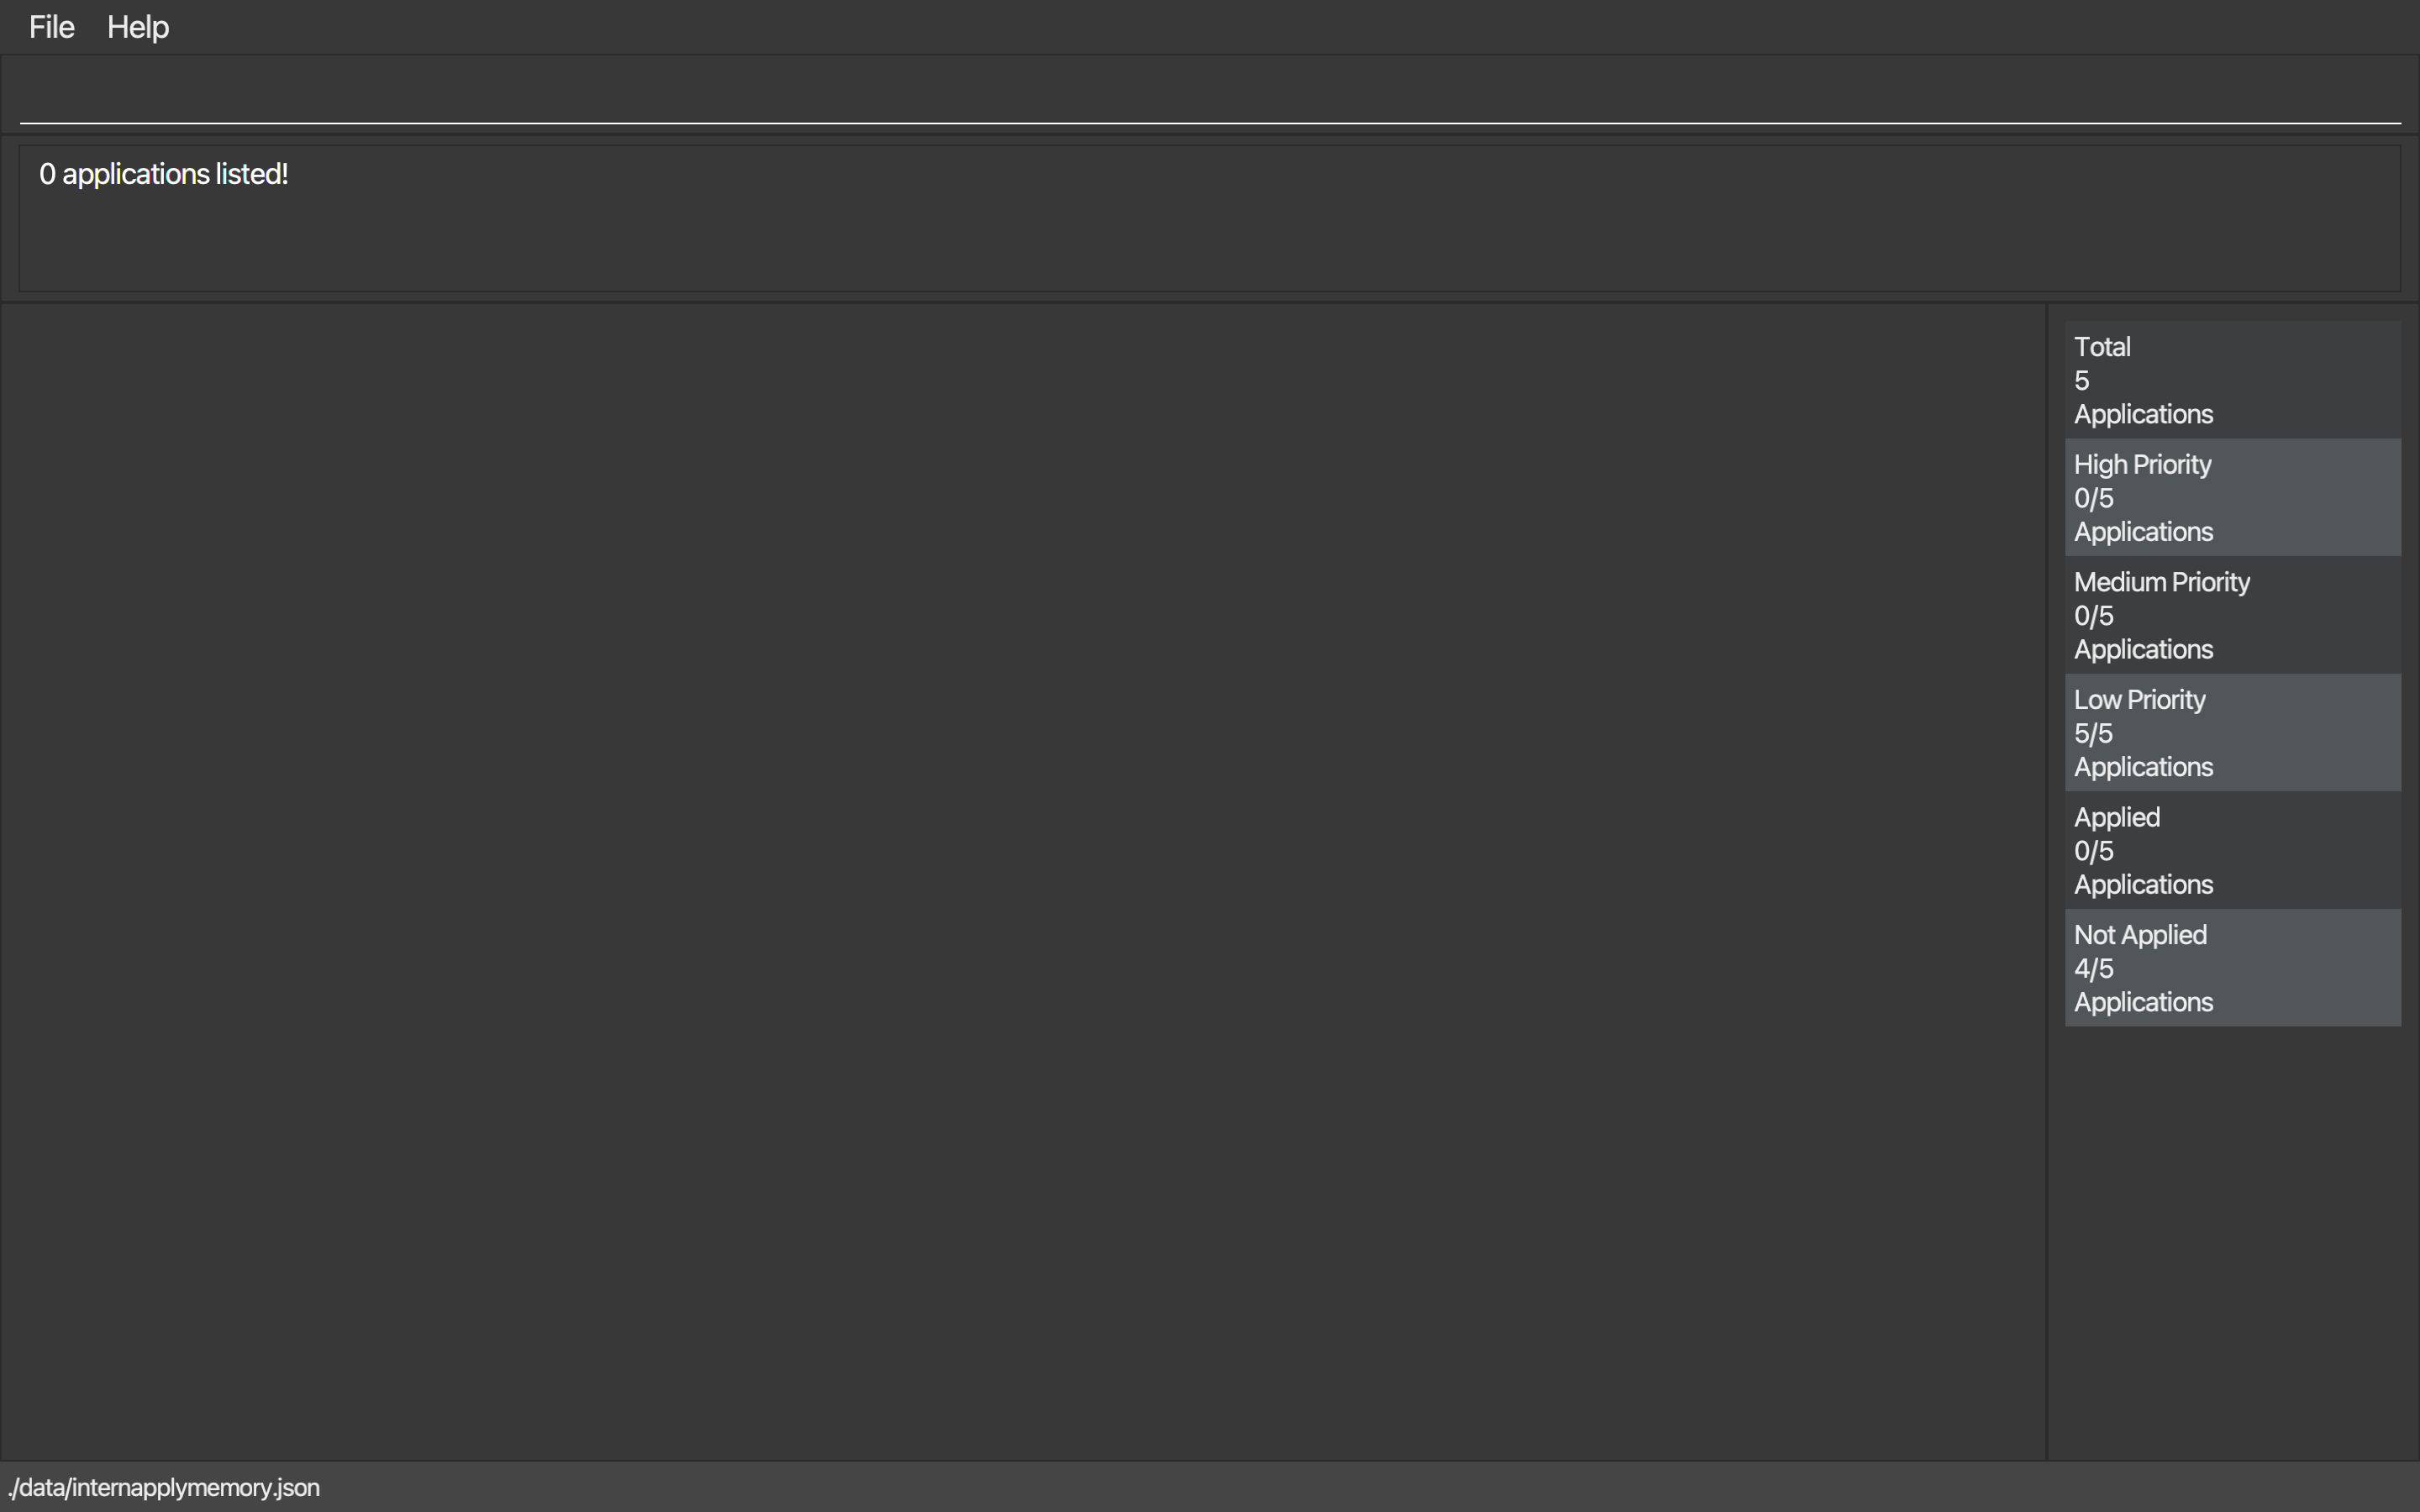 File Help
0 applications listed!
Total
5
Applications
High Priority
0/5
Applications
Medium Priority
0/5
Applications
Low Priority
5/5
Applications
Applied
0/5
Applications
Not Applied
4/5
Applications
./data/internapplymemory.json